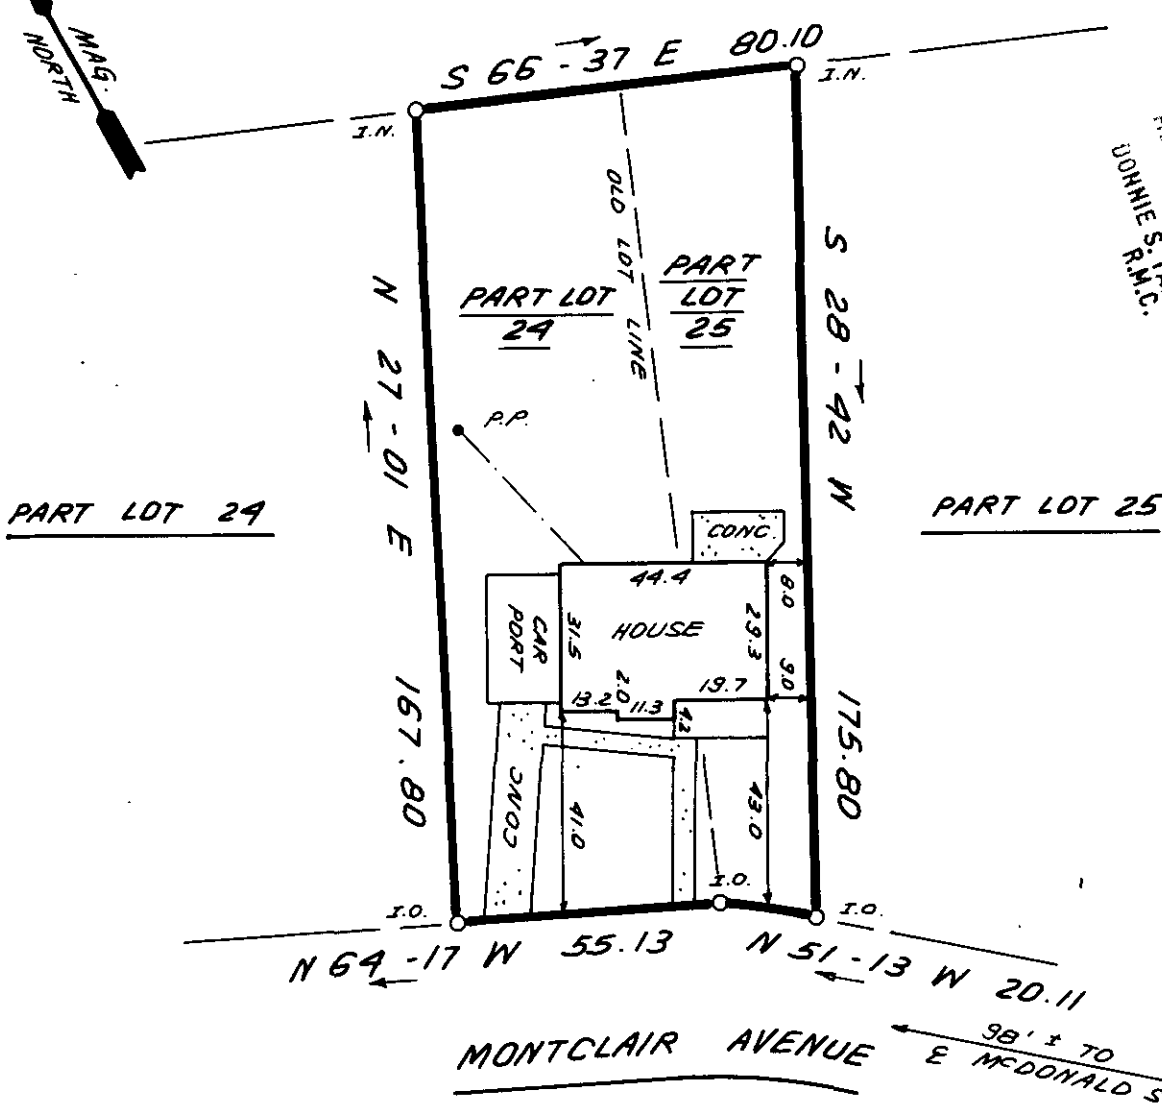 MAG.
NORTH
S 66 - 37 E 80.10
I.N.
I.N.
DONNIE S.
R.M.C.
OLD LOT LINE
PART LOT
24
PART
LOT
25
N 27 - 01 E 167.80
S 28 - 42 W 175.80
P.P.
PART LOT 24
PART LOT 25
CONC.
44.4
8.0
CAR
PORT
31.5
HOUSE
29.3
9.0
13.2
2.0
11.3
19.7
4.2
CONC
41.0
43.0
I.O.
I.O.
I.O.
N 64 - 17 W 55.13
N 51 - 13 W 20.11
MONTCLAIR AVENUE
98' ± TO
E McDONALD S